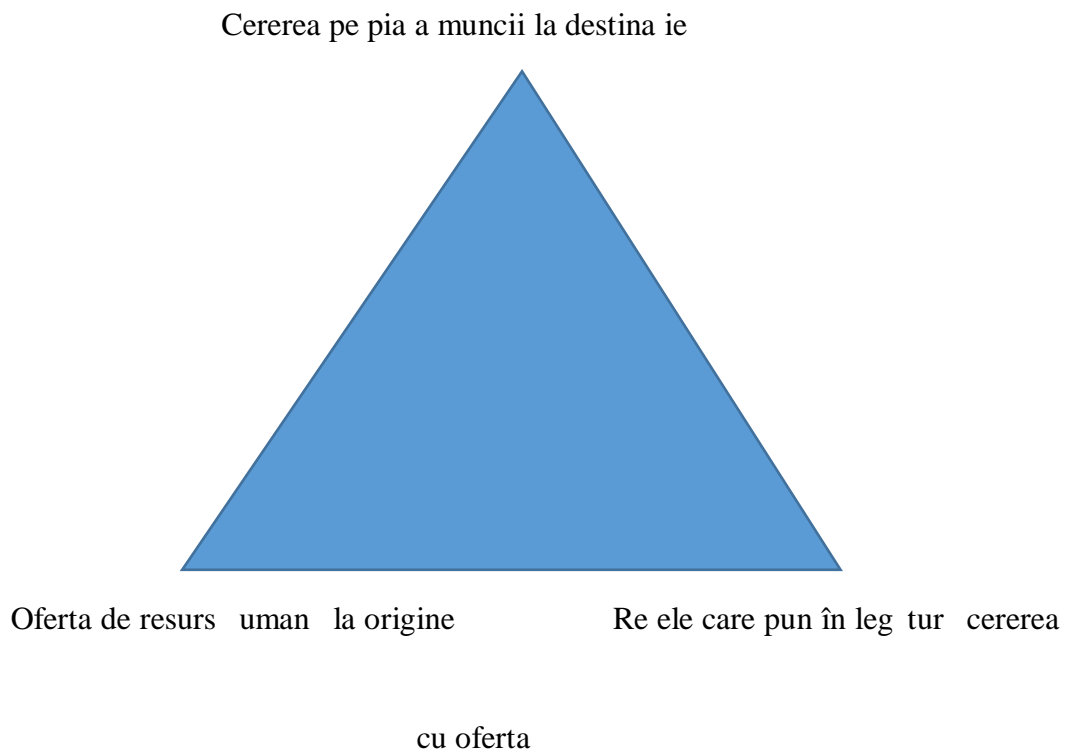 Cererea pe pia a muncii la destina ie
Oferta de resurs uman la origine
Re ele care pun în leg tur cererea
cu oferta